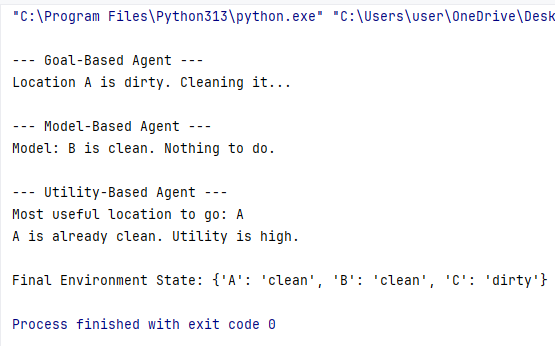 "C:\Program Files\Python313\python.exe" "C:\Users\user\OneDrive\Desk
--- Goal-Based Agent ---
Location A is dirty. Cleaning it...
--- Model-Based Agent ---
Model: B is clean. Nothing to do.
--- Utility-Based Agent ---
Most useful location to go: A
A is already clean. Utility is high.
Final Environment State: {'A': 'clean', 'B': 'clean', 'C': 'dirty'}
Process finished with exit code 0